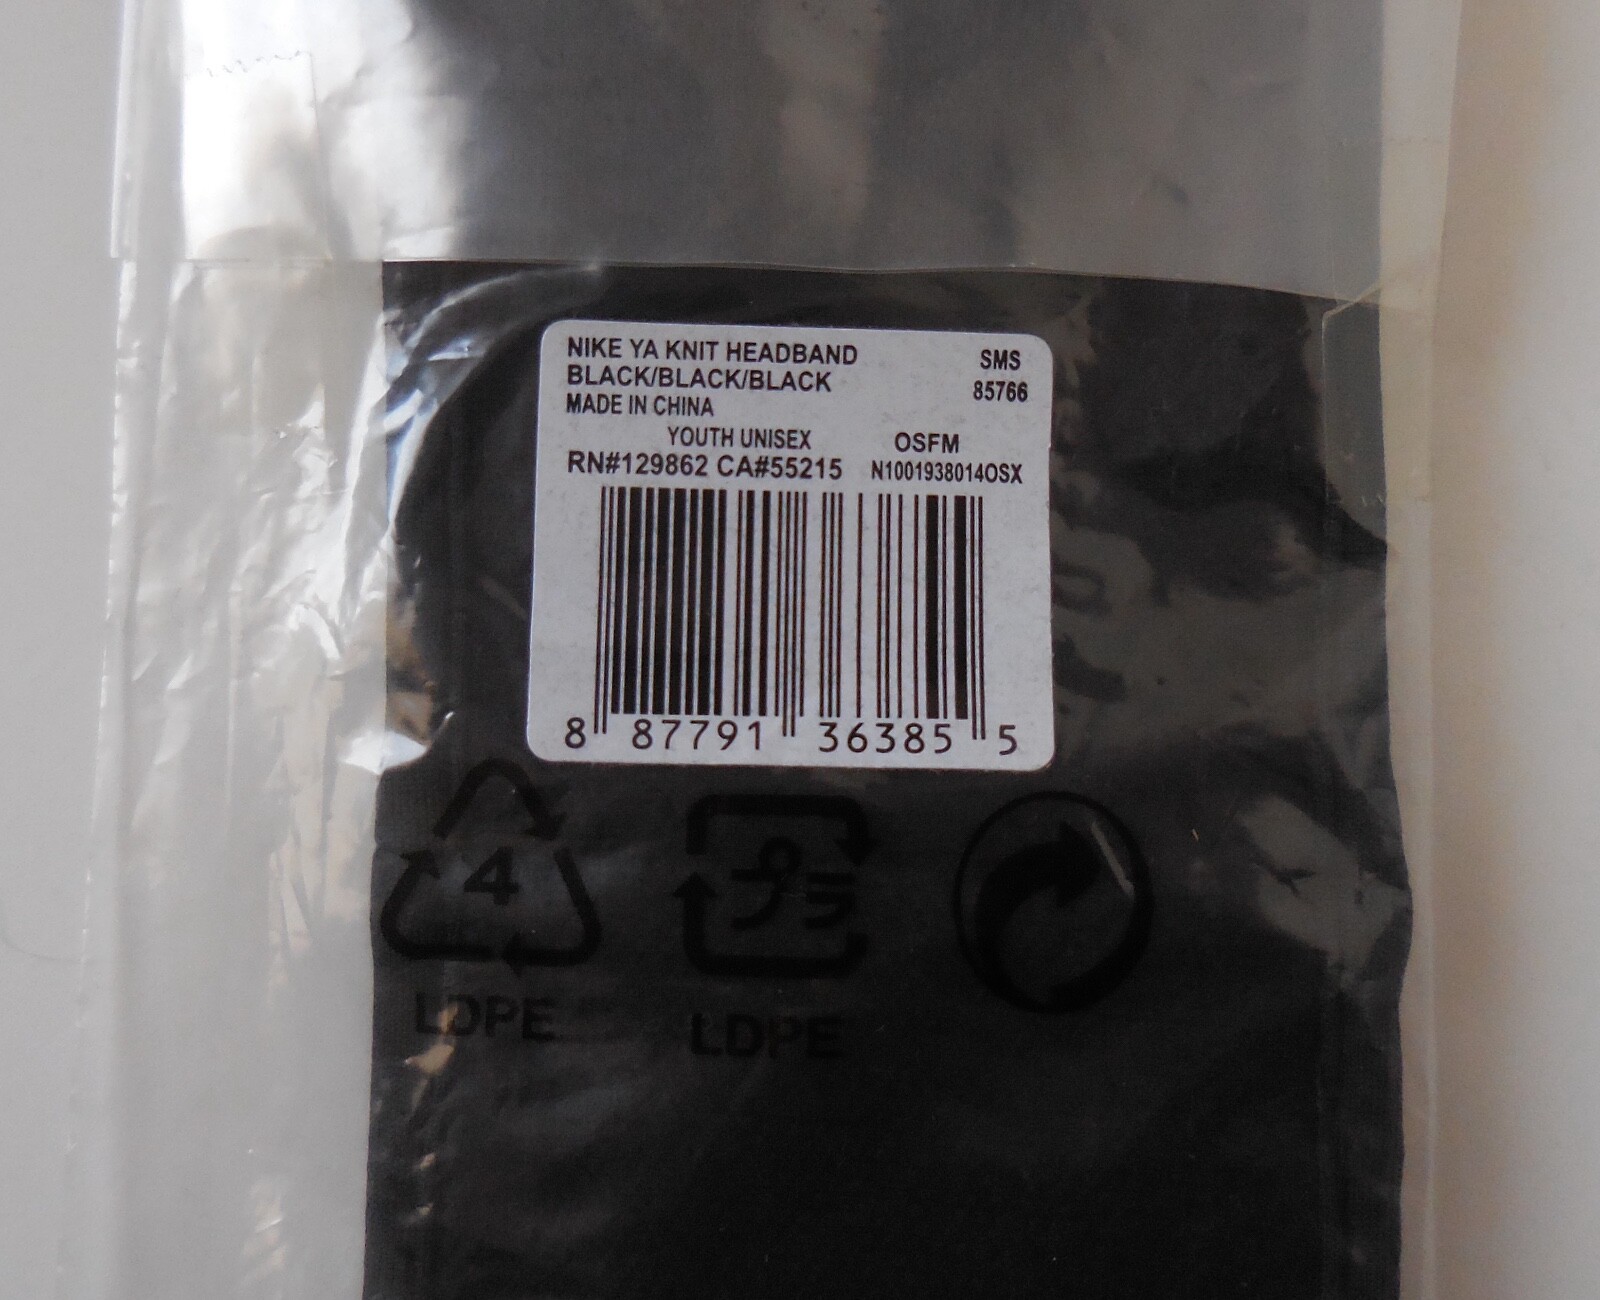 NIKE YA KNIT HEADBAND SMS
BLACK/BLACK/BLACK 85766
MADE IN CHINA
YOUTH UNISEX OSFM
RN#129862 CA#55215 N1001938014OSX
8 87791 36385 5
4 プラ
LDPE LDPE